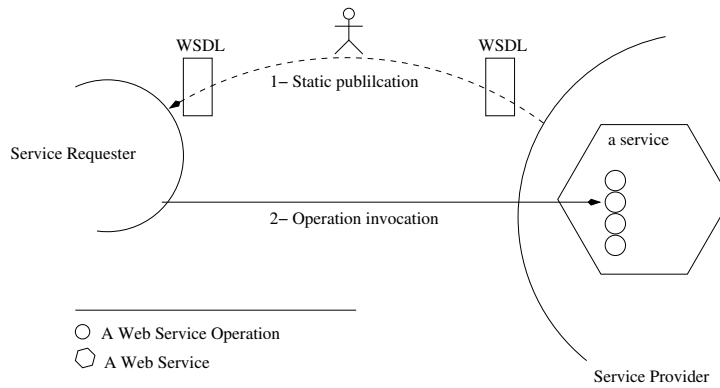 WSDL
WSDL
1– Static publilcation
a service
Service Requester
2– Operation invocation
A Web Service Operation
A Web Service
Service Provider